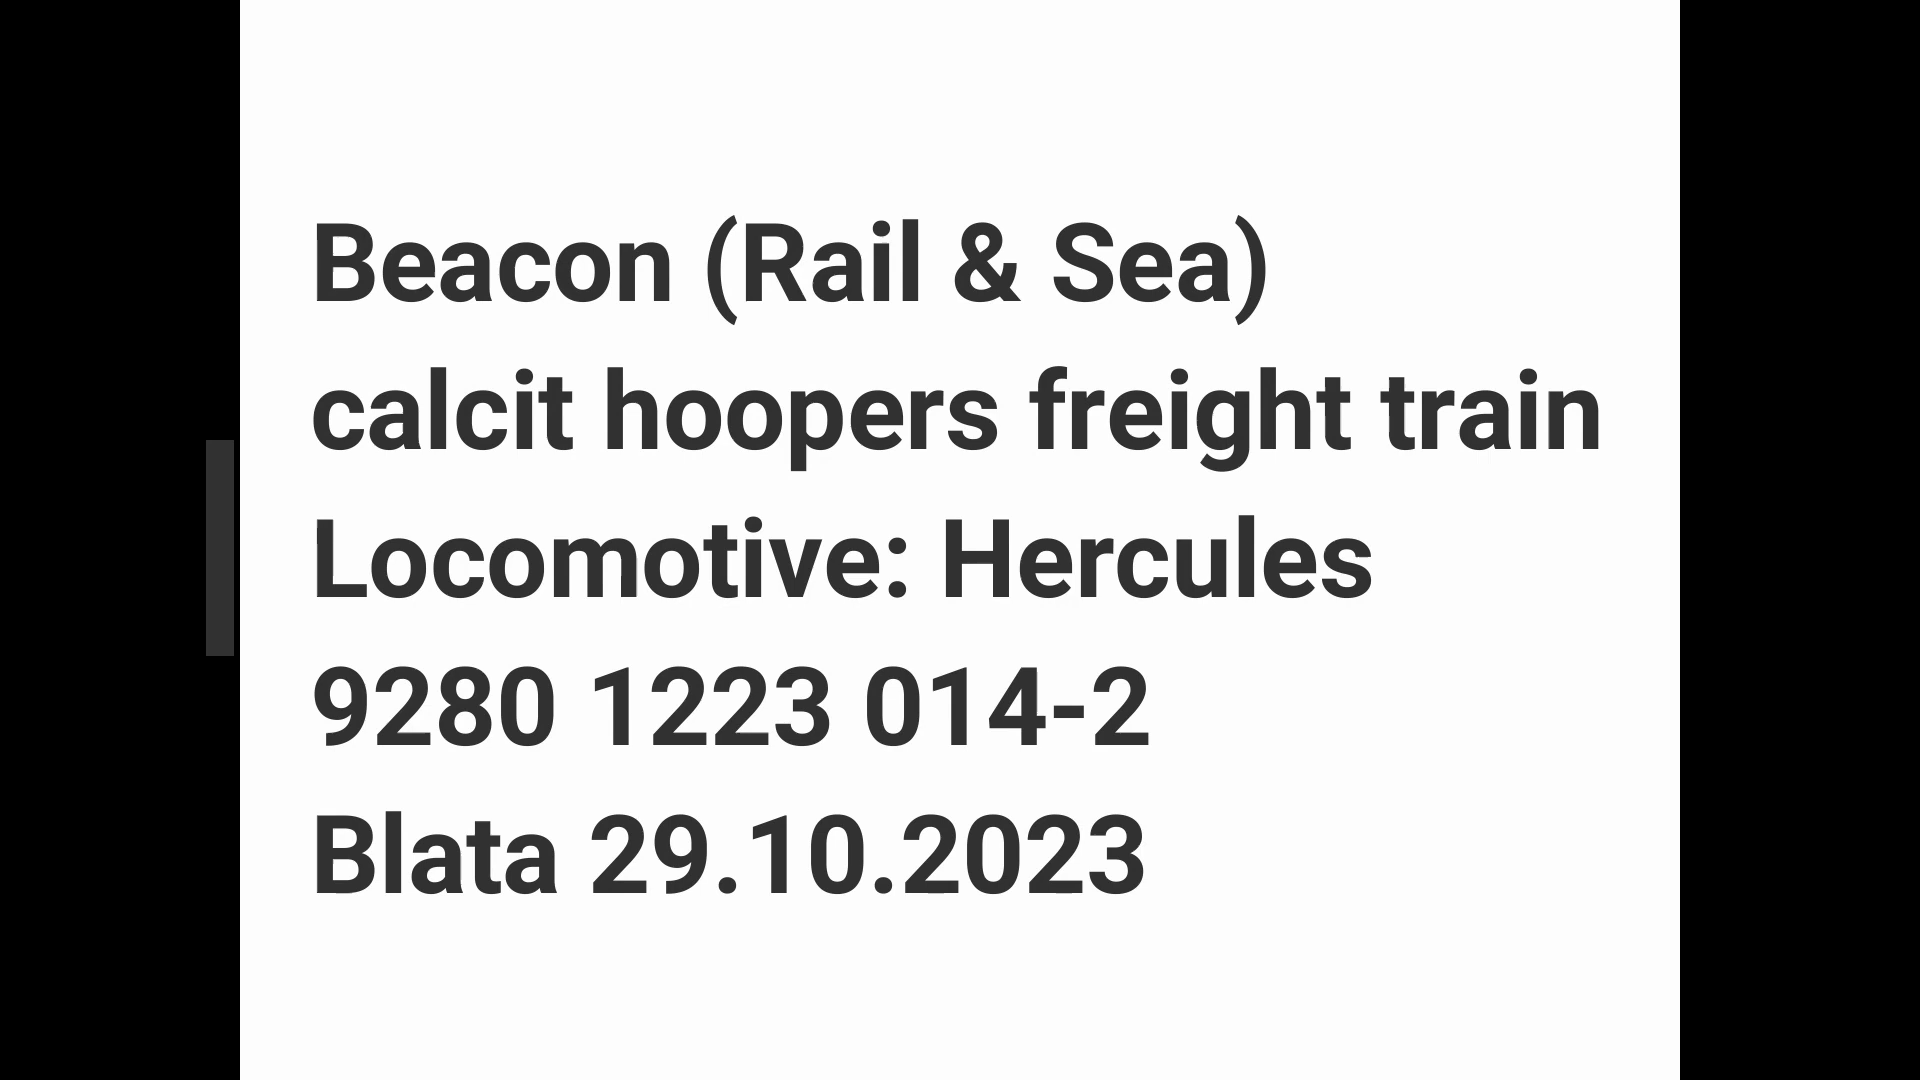 Beacon (Rail & Sea)
calcit hoopers freight train
Locomotive: Hercules
9280 1223 014-2
Blata 29.10.2023